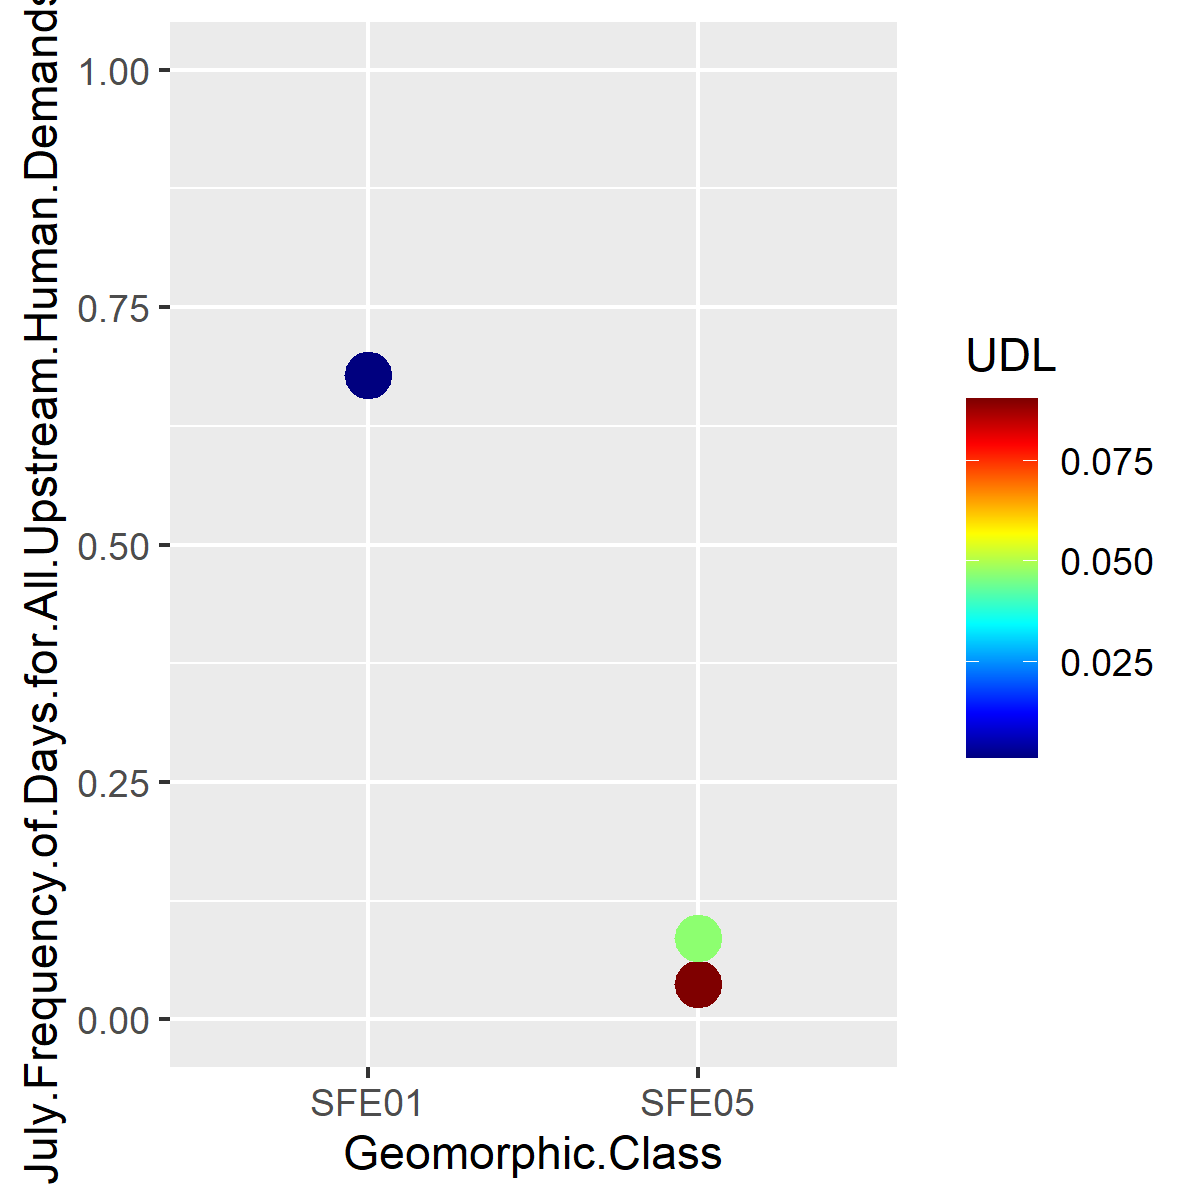 July.Frequency.of.Days.for.All.Upstream.Human.Demands
1.00
0.75
0.50
0.25
0.00
SFE01 SFE05
Geomorphic.Class
UDL
0.075
0.050
0.025